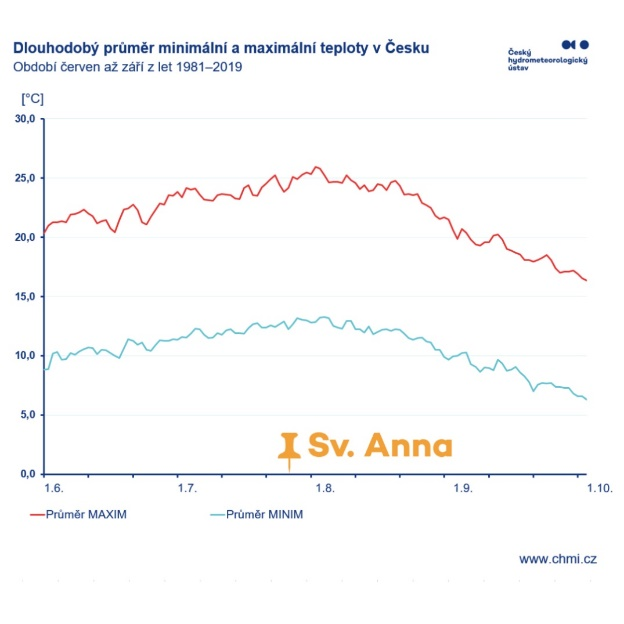 Dlouhodobý průměr minimální a maximální teploty v Česku
Období červen až září z let 1981–2019
Český
hydrometeorologický
ústav
[°C]
30,0
25,0
20,0
15,0
10,0
5,0
0,0
Sv. Anna
1.6.
1.7.
1.8.
1.9.
1.10.
Průměr MAXIM
Průměr MINIM
www.chmi.cz